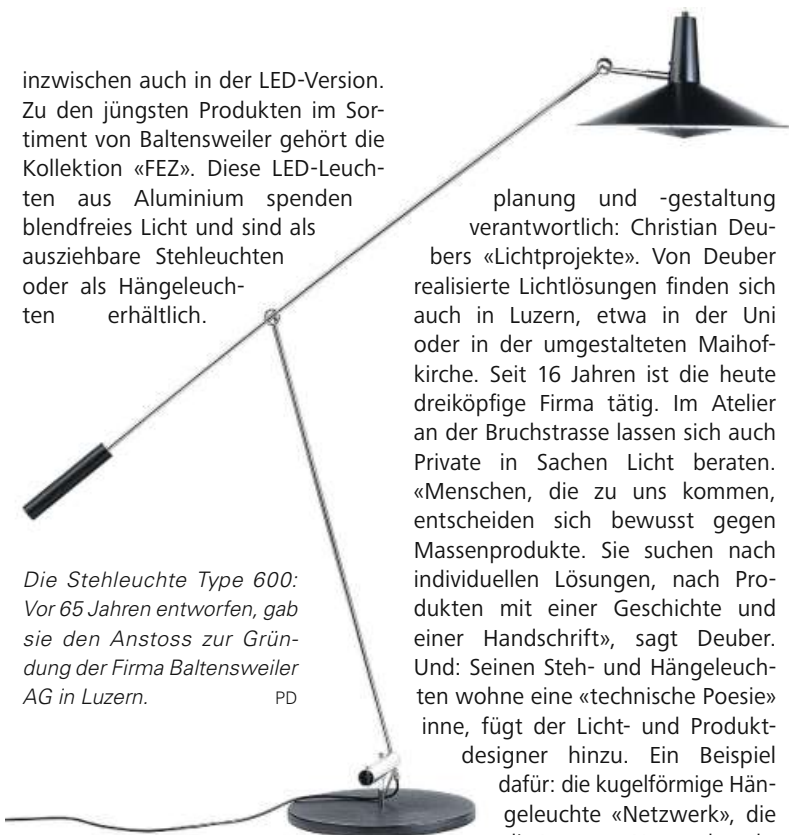 inzwischen auch in der LED-Version.
Zu den jüngsten Produkten im Sor-
timent von Baltensweiler gehört die
Kollektion «FEZ». Diese LED-Leuch-
ten aus Aluminium spenden
blendfreies Licht und sind als
ausziehbare Stehleuchten
oder als Hängeleuch-
ten erhältlich.
Die Stehleuchte Type 600:
Vor 65 Jahren entworfen, gab
sie den Anstoss zur Grün-
dung der Firma Baltensweiler
AG in Luzern. PD
planung und -gestaltung
verantwortlich: Christian Deu-
bers «Lichtprojekte». Von Deuber
realisierte Lichtlösungen finden sich
auch in Luzern, etwa in der Uni
oder in der umgestalteten Maihof-
kirche. Seit 16 Jahren ist die heute
dreiköpfige Firma tätig. Im Atelier
an der Bruchstrasse lassen sich auch
Private in Sachen Licht beraten.
«Menschen, die zu uns kommen,
entscheiden sich bewusst gegen
Massenprodukte. Sie suchen nach
individuellen Lösungen, nach Pro-
dukten mit einer Geschichte und
einer Handschrift», sagt Deuber.
Und: Seinen Steh- und Hängeleuch-
ten wohne eine «technische Poesie»
inne, fügt der Licht- und Produkt-
designer hinzu. Ein Beispiel
dafür: die kugelförmige Hän-
geleuchte «Netzwerk», die